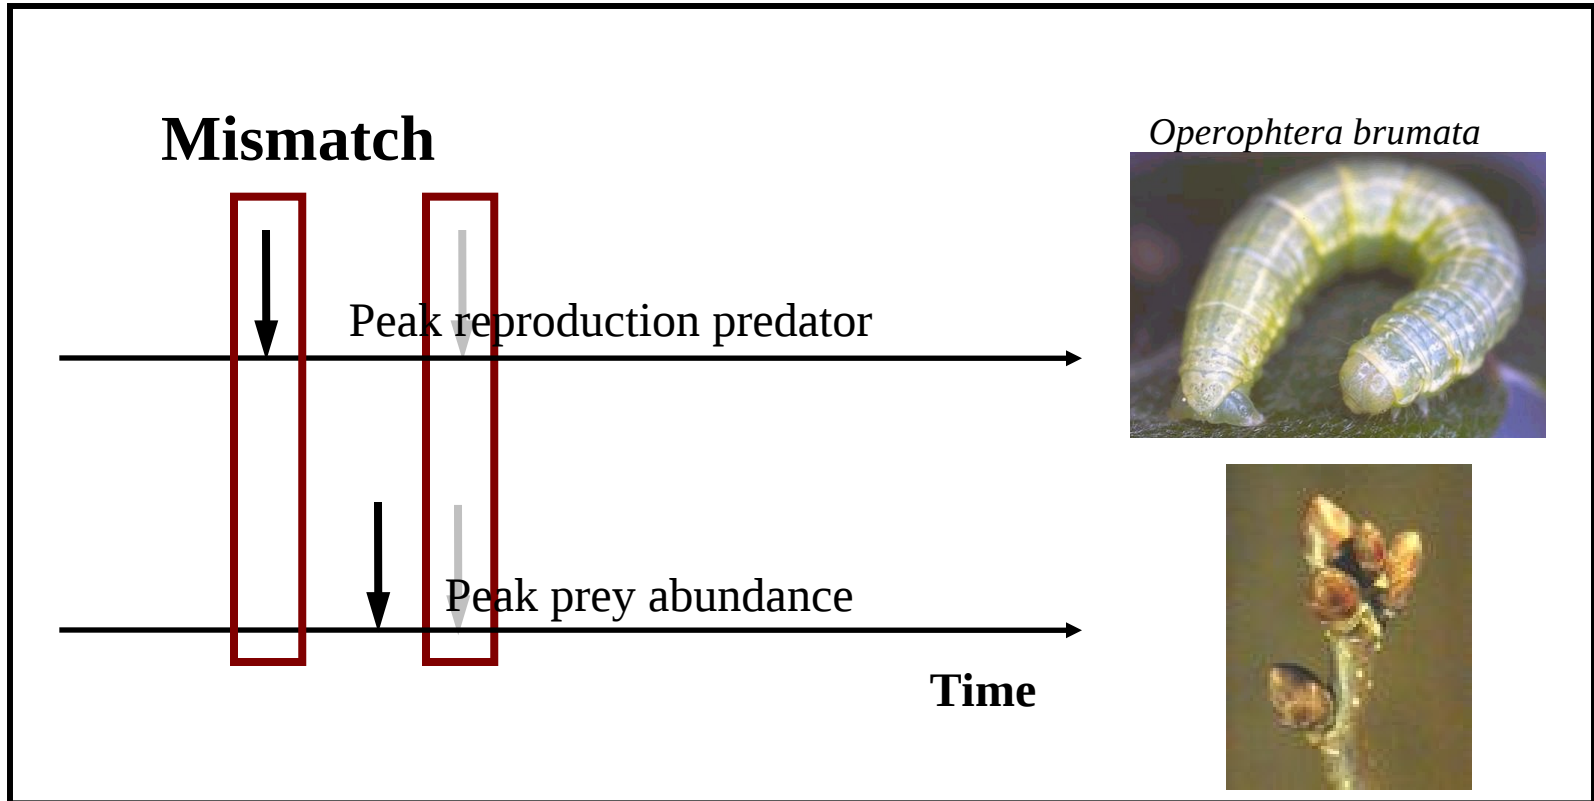 Mismatch
Operophtera brumata
Peak reproduction predator
Peak prey abundance
Time